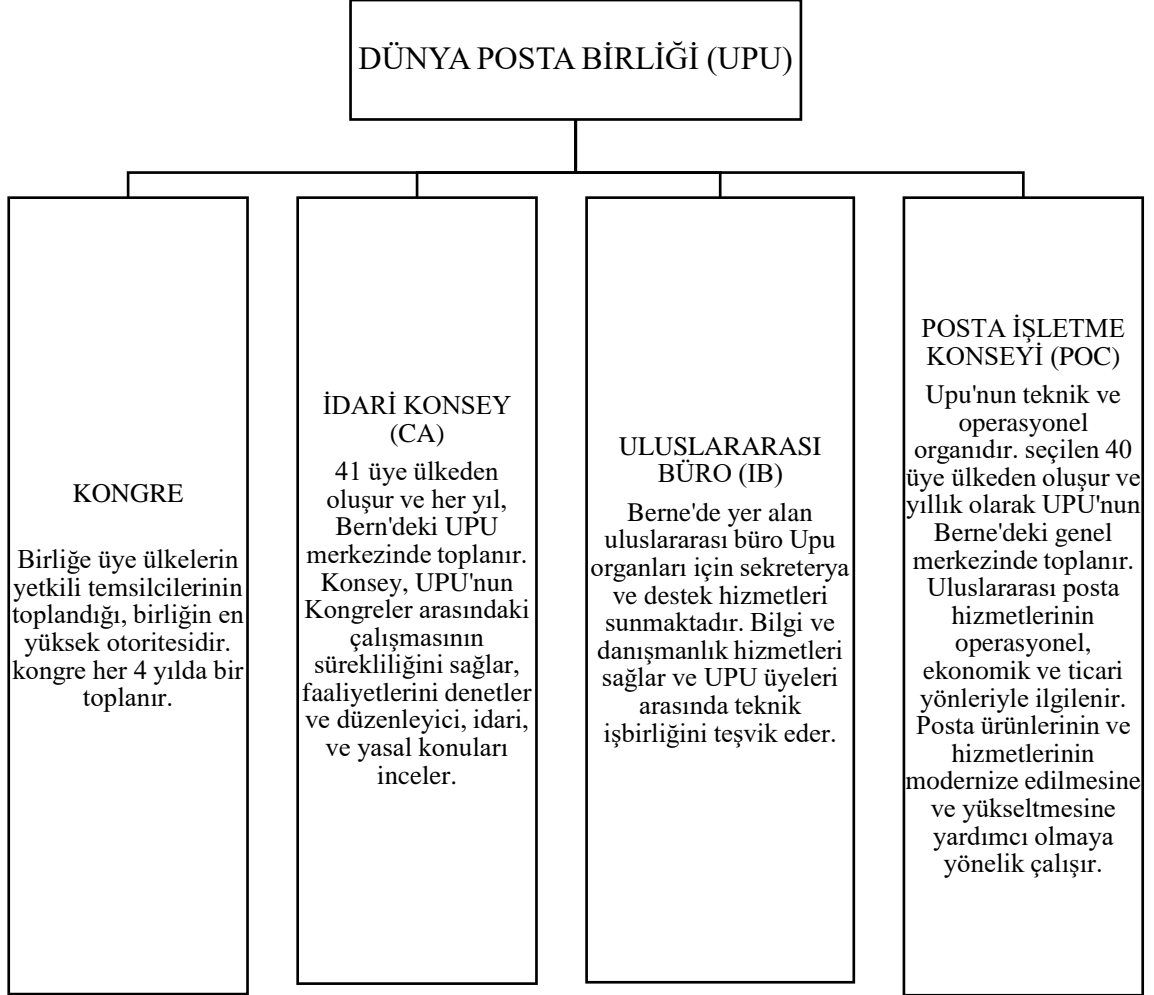 DÜNYA POSTA BİRLİĞİ (UPU)
KONGRE
Birliğe üye ülkelerin
yetkili temsilcilerinin
toplandığı, birliğin en
yüksek otoritesidir.
kongre her 4 yılda bir
toplanır.
İDARİ KONSEY
(CA)
41 üye ülkeden
oluşur ve her yıl,
Bern'deki UPU
merkezinde toplanır.
Konsey, UPU'nun
Kongreler arasındaki
çalışmasının
sürekliliğini sağlar,
faaliyetlerini denetler
ve düzenleyici, idari,
ve yasal konuları
inceler.
ULUSLARARASI
BÜRO (IB)
Berne'de yer alan
uluslararası büro Upu
organları için sekreterya
ve destek hizmetleri
sunmaktadır. Bilgi ve
danışmanlık hizmetleri
sağlar ve UPU üyeleri
arasında teknik
işbirliğini teşvik eder.
POSTA İŞLETME
KONSEYİ (POC)
Upu'nun teknik ve
operasyonel
organıdır. seçilen 40
üye ülkeden oluşur ve
yıllık olarak UPU'nun
Berne'deki genel
merkezinde toplanır.
Uluslararası posta
hizmetlerinin
operasyonel,
ekonomik ve ticari
yönleriyle ilgilenir.
Posta ürünlerinin ve
hizmetlerinin
modernize edilmesine
ve yükseltmesine
yardımcı olmaya
yönelik çalışır.